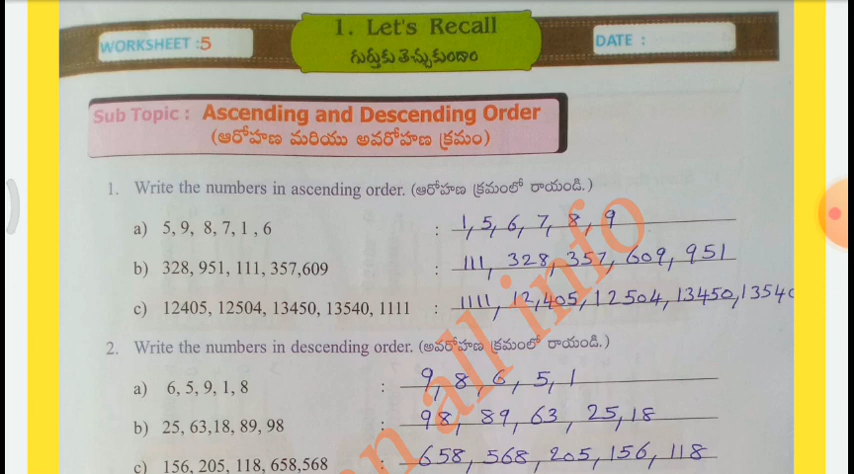 WORKSHEET :5
1. Let's Recall
గుర్తుకు తెచ్చుకుందాం
DATE :
Sub Topic : Ascending and Descending Order
(ఆరోహణ మరియు అవరోహణ క్రమం)
1. Write the numbers in ascending order. (ఆరోహణ క్రమంలో రాయండి.)
a) 5, 9, 8, 7, 1 , 6 : 1, 5, 6, 7, 8, 9
b) 328, 951, 111, 357,609 : 111, 328, 357, 609, 951
c) 12405, 12504, 13450, 13540, 1111 : 1111, 12,405, 12504, 13450, 13540
2. Write the numbers in descending order. (అవరోహణ క్రమంలో రాయండి.)
a) 6, 5, 9, 1, 8 : 9, 8, 6, 5, 1
b) 25, 63,18, 89, 98 : 98, 89, 63, 25, 18
c) 156, 205, 118, 658,568 : 658, 568, 205, 156, 118
n all info